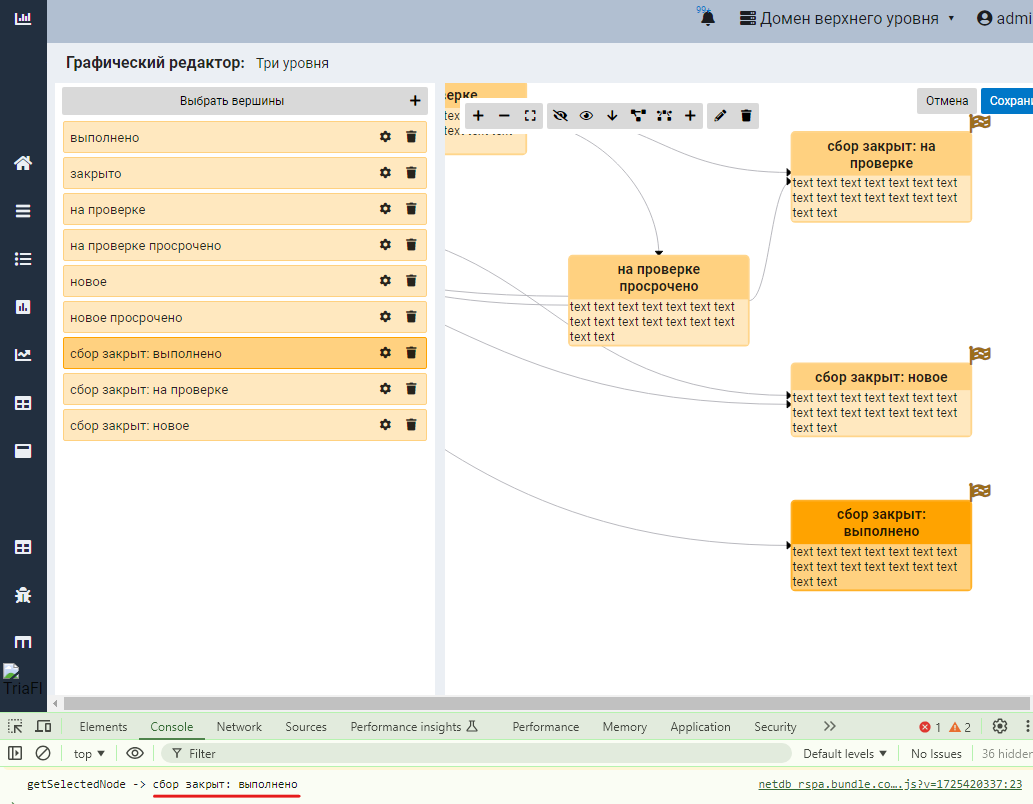 99+
Домен верхнего уровня
admi
Графический редактор: Три уровня
Выбрать вершины
выполнено
закрыто
на проверке
на проверке просрочено
новое
новое просрочено
сбор закрыт: выполнено
сбор закрыт: на проверке
сбор закрыт: новое
Отмена
Сохрани
сбор закрыт: на
проверке
text text text text text text text
text text text text text text text
text text
на проверке
просрочено
text text text text text text text
text text text text text text text
text text
сбор закрыт: новое
text text text text text text text
text text text text text text text
text text
сбор закрыт:
выполнено
text text text text text text text
text text text text text text text
text text
TriaFl
Elements Console Network Sources Performance insights Performance Memory Application Security
1 2
top Filter Default levels No Issues 36 hidden
getSelectedNode -> сбор закрыт: выполнено
netdb_rspa.bundle.co….js?v=1725420337:23